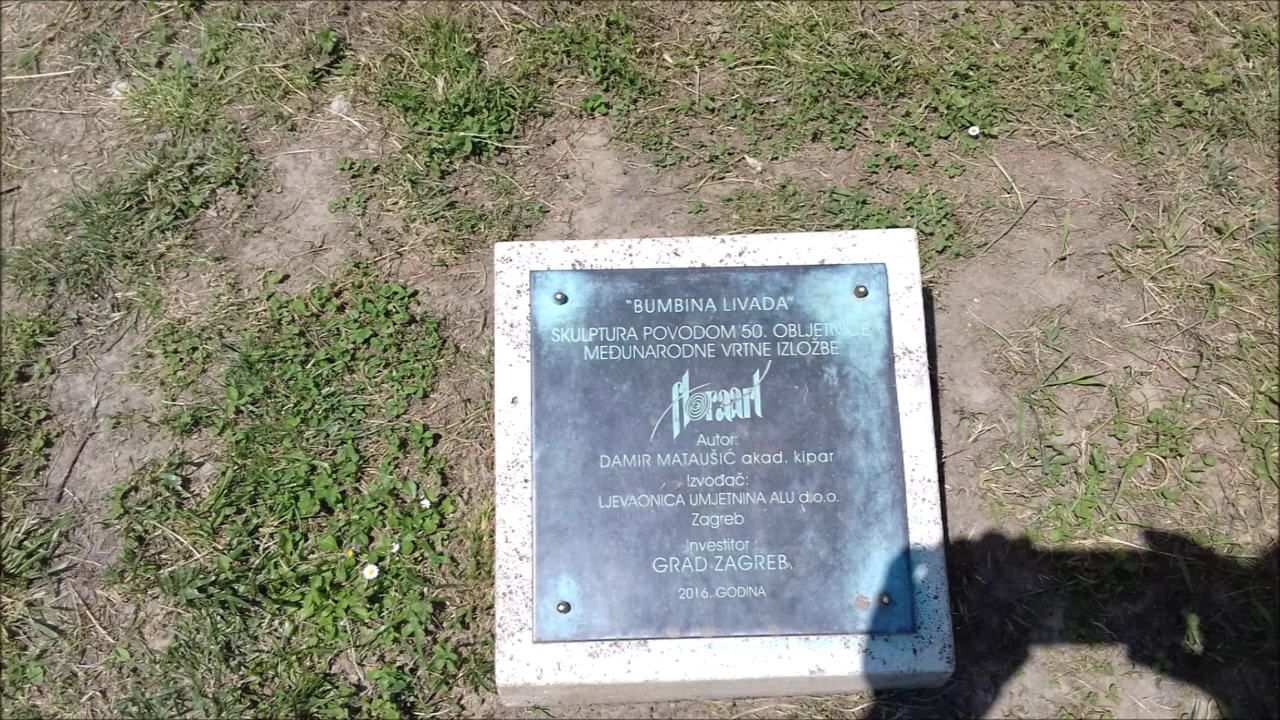 "BUMBINA LIVADA"
SKULPTURA POVODOM 50. OBLJETNICE
MEĐUNARODNE VRTNE IZLOŽBE
floraart
Autor:
DAMIR MATAUŠIĆ akad. kipar
Izvođač:
LJEVAONICA UMJETNINA ALU d.o.o.
Zagreb
Investitor :
GRAD ZAGREB.
2016. GODINA